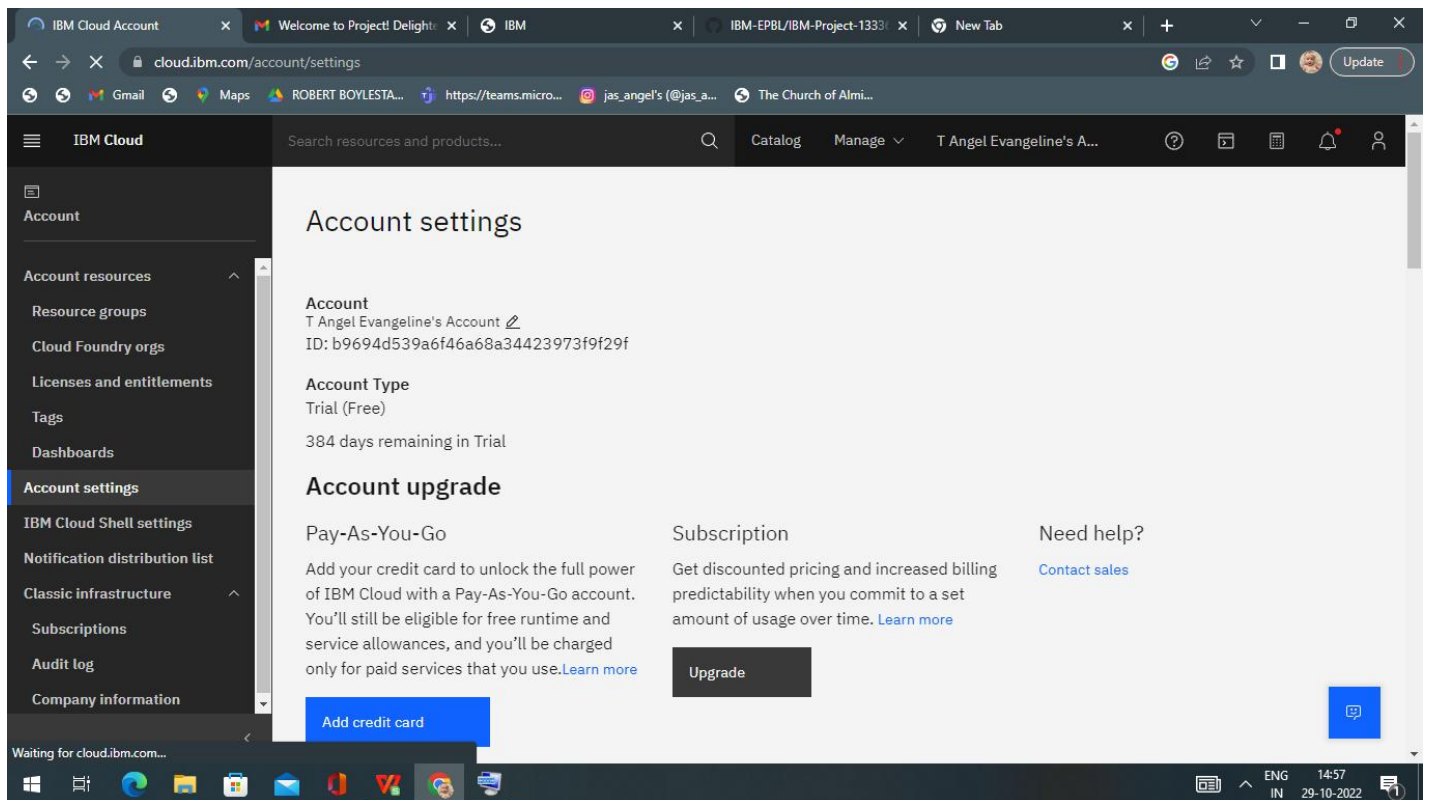 IBM Cloud Account
Welcome to Project! Delighte
IBM
IBM-EPBL/IBM-Project-1333
New Tab
cloud.ibm.com/account/settings
Update
Gmail
Maps
ROBERT BOYLESTA...
https://teams.micro...
jas_angel's (@jas_a...
The Church of Almi...
IBM Cloud
Search resources and products...
Catalog
Manage
T Angel Evangeline's A...
Account
Account resources
Resource groups
Cloud Foundry orgs
Licenses and entitlements
Tags
Dashboards
Account settings
IBM Cloud Shell settings
Notification distribution list
Classic infrastructure
Subscriptions
Audit log
Company information
Account settings
Account
T Angel Evangeline's Account
ID: b9694d539a6f46a68a34423973f9f29f
Account Type
Trial (Free)
384 days remaining in Trial
Account upgrade
Pay-As-You-Go
Add your credit card to unlock the full power
of IBM Cloud with a Pay-As-You-Go account.
You'll still be eligible for free runtime and
service allowances, and you'll be charged
only for paid services that you use.Learn more
Add credit card
Subscription
Get discounted pricing and increased billing
predictability when you commit to a set
amount of usage over time. Learn more
Upgrade
Need help?
Contact sales
Waiting for cloud.ibm.com...
ENG
IN
14:57
29-10-2022
1